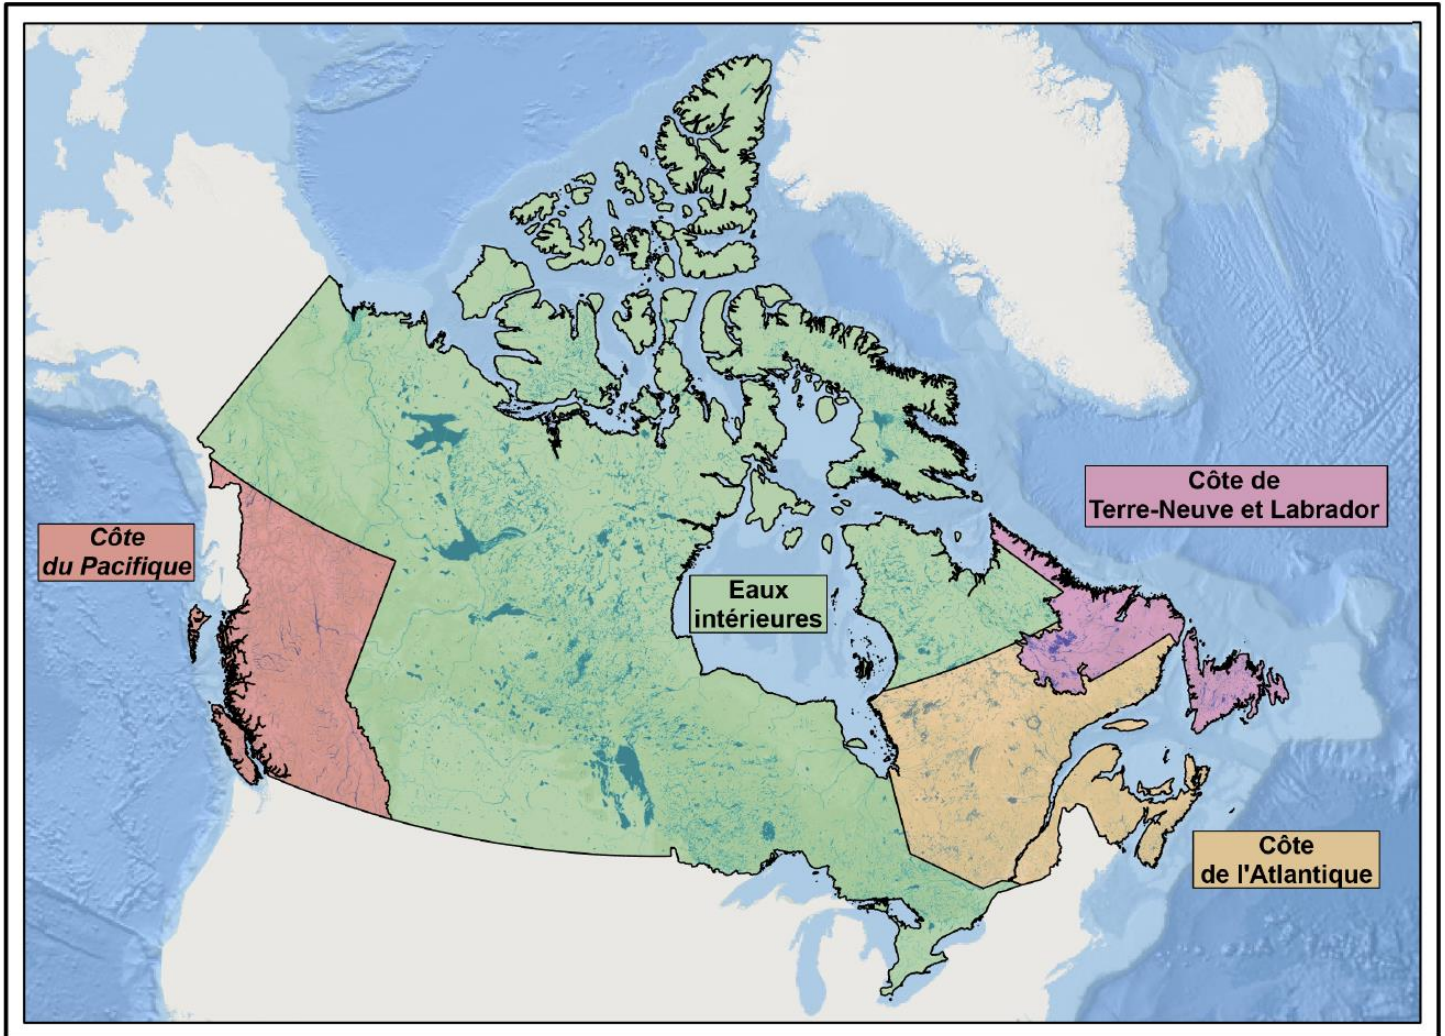 Côte de
Terre-Neuve et Labrador
Côte
du Pacifique
Eaux
intérieures
Côte
de l'Atlantique